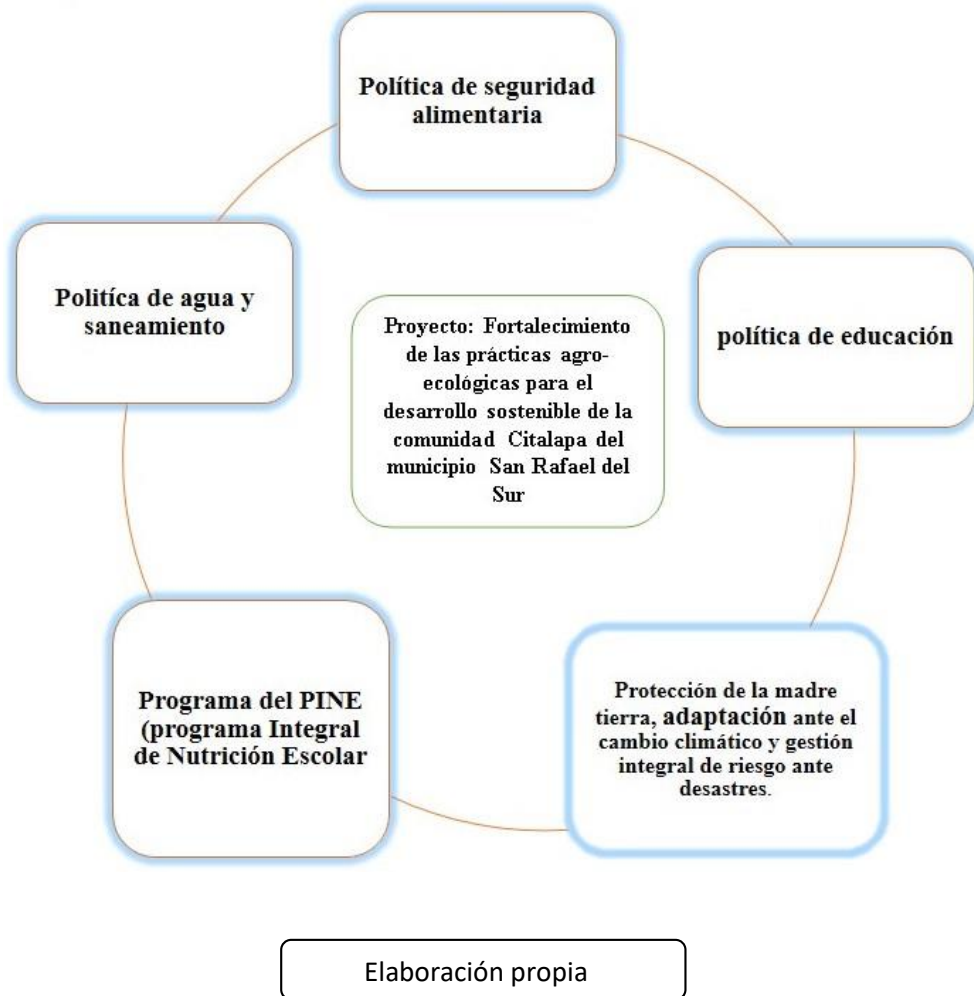 Política de seguridad
alimentaria
Politíca de agua y
saneamiento
Proyecto: Fortalecimiento
de las prácticas agro-
ecológicas para el
desarrollo sostenible de la
comunidad Citalapa del
municipio San Rafael del
Sur
política de educación
Programa del PINE
(programa Integral
de Nutrición Escolar
Protección de la madre
tierra, adaptación ante el
cambio climático y gestión
integral de riesgo ante
desastres.
Elaboración propia